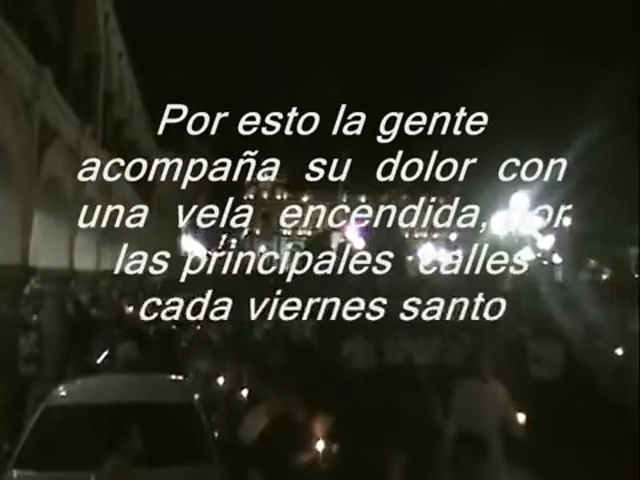 Por esto la gente
acompaña su dolor con
una vela encendida, por
las principales calles
cada viernes santo